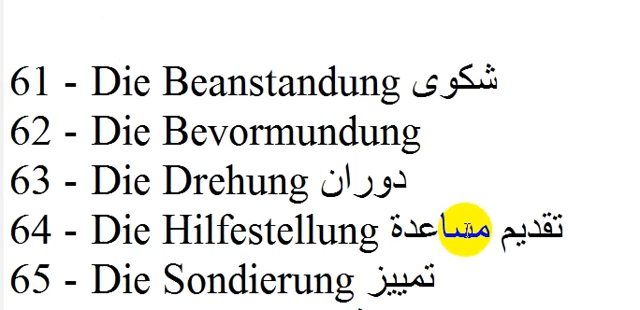 61 - Die Beanstandung شكوى
62 - Die Bevormundung
63 - Die Drehung دوران
64 - Die Hilfestellung تقديم مساعدة
65 - Die Sondierung تمييز